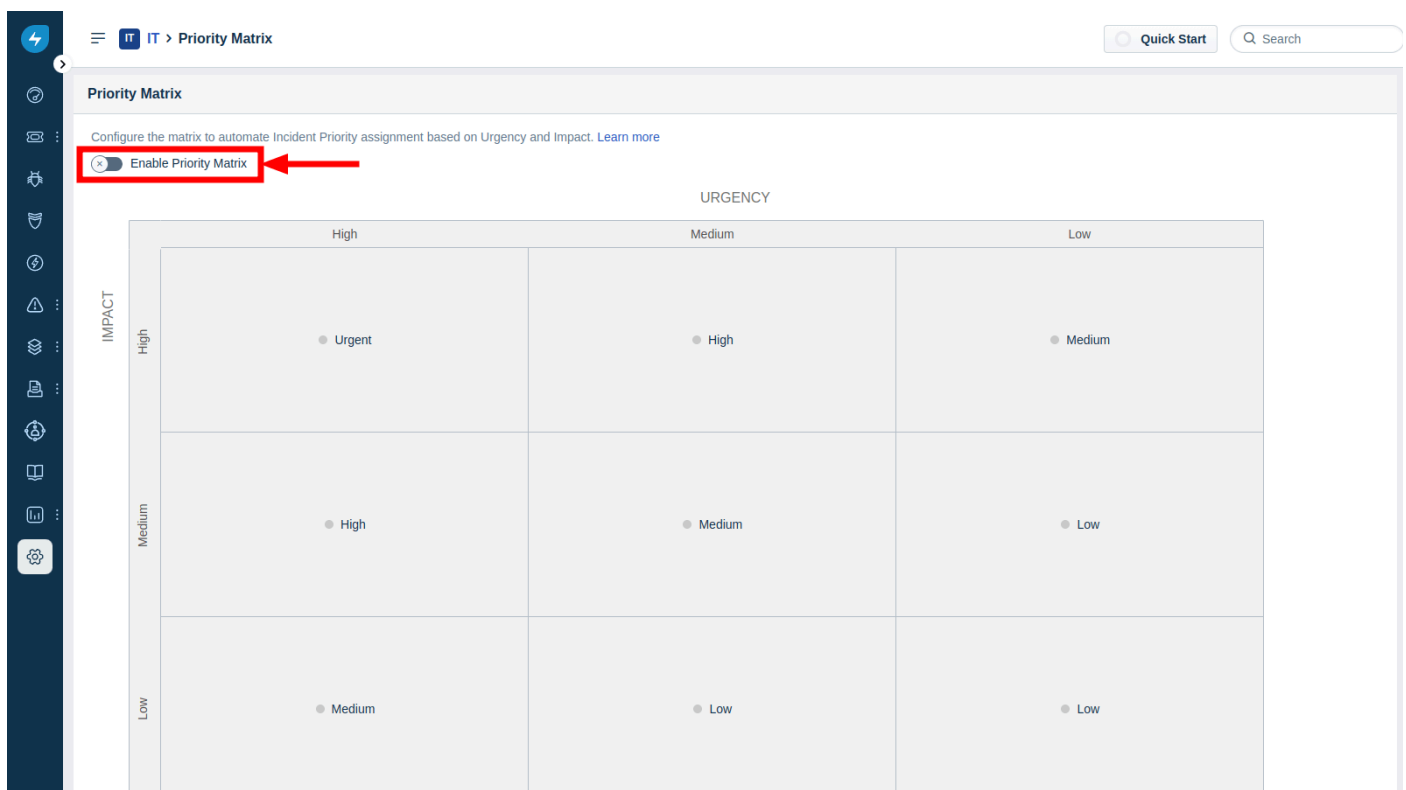 IT IT > Priority Matrix
Quick Start
Search
Priority Matrix
Configure the matrix to automate Incident Priority assignment based on Urgency and Impact. Learn more
Enable Priority Matrix
URGENCY
High Medium Low
IMPACT
High
Urgent High Medium
Medium
High Medium Low
Low
Medium Low Low